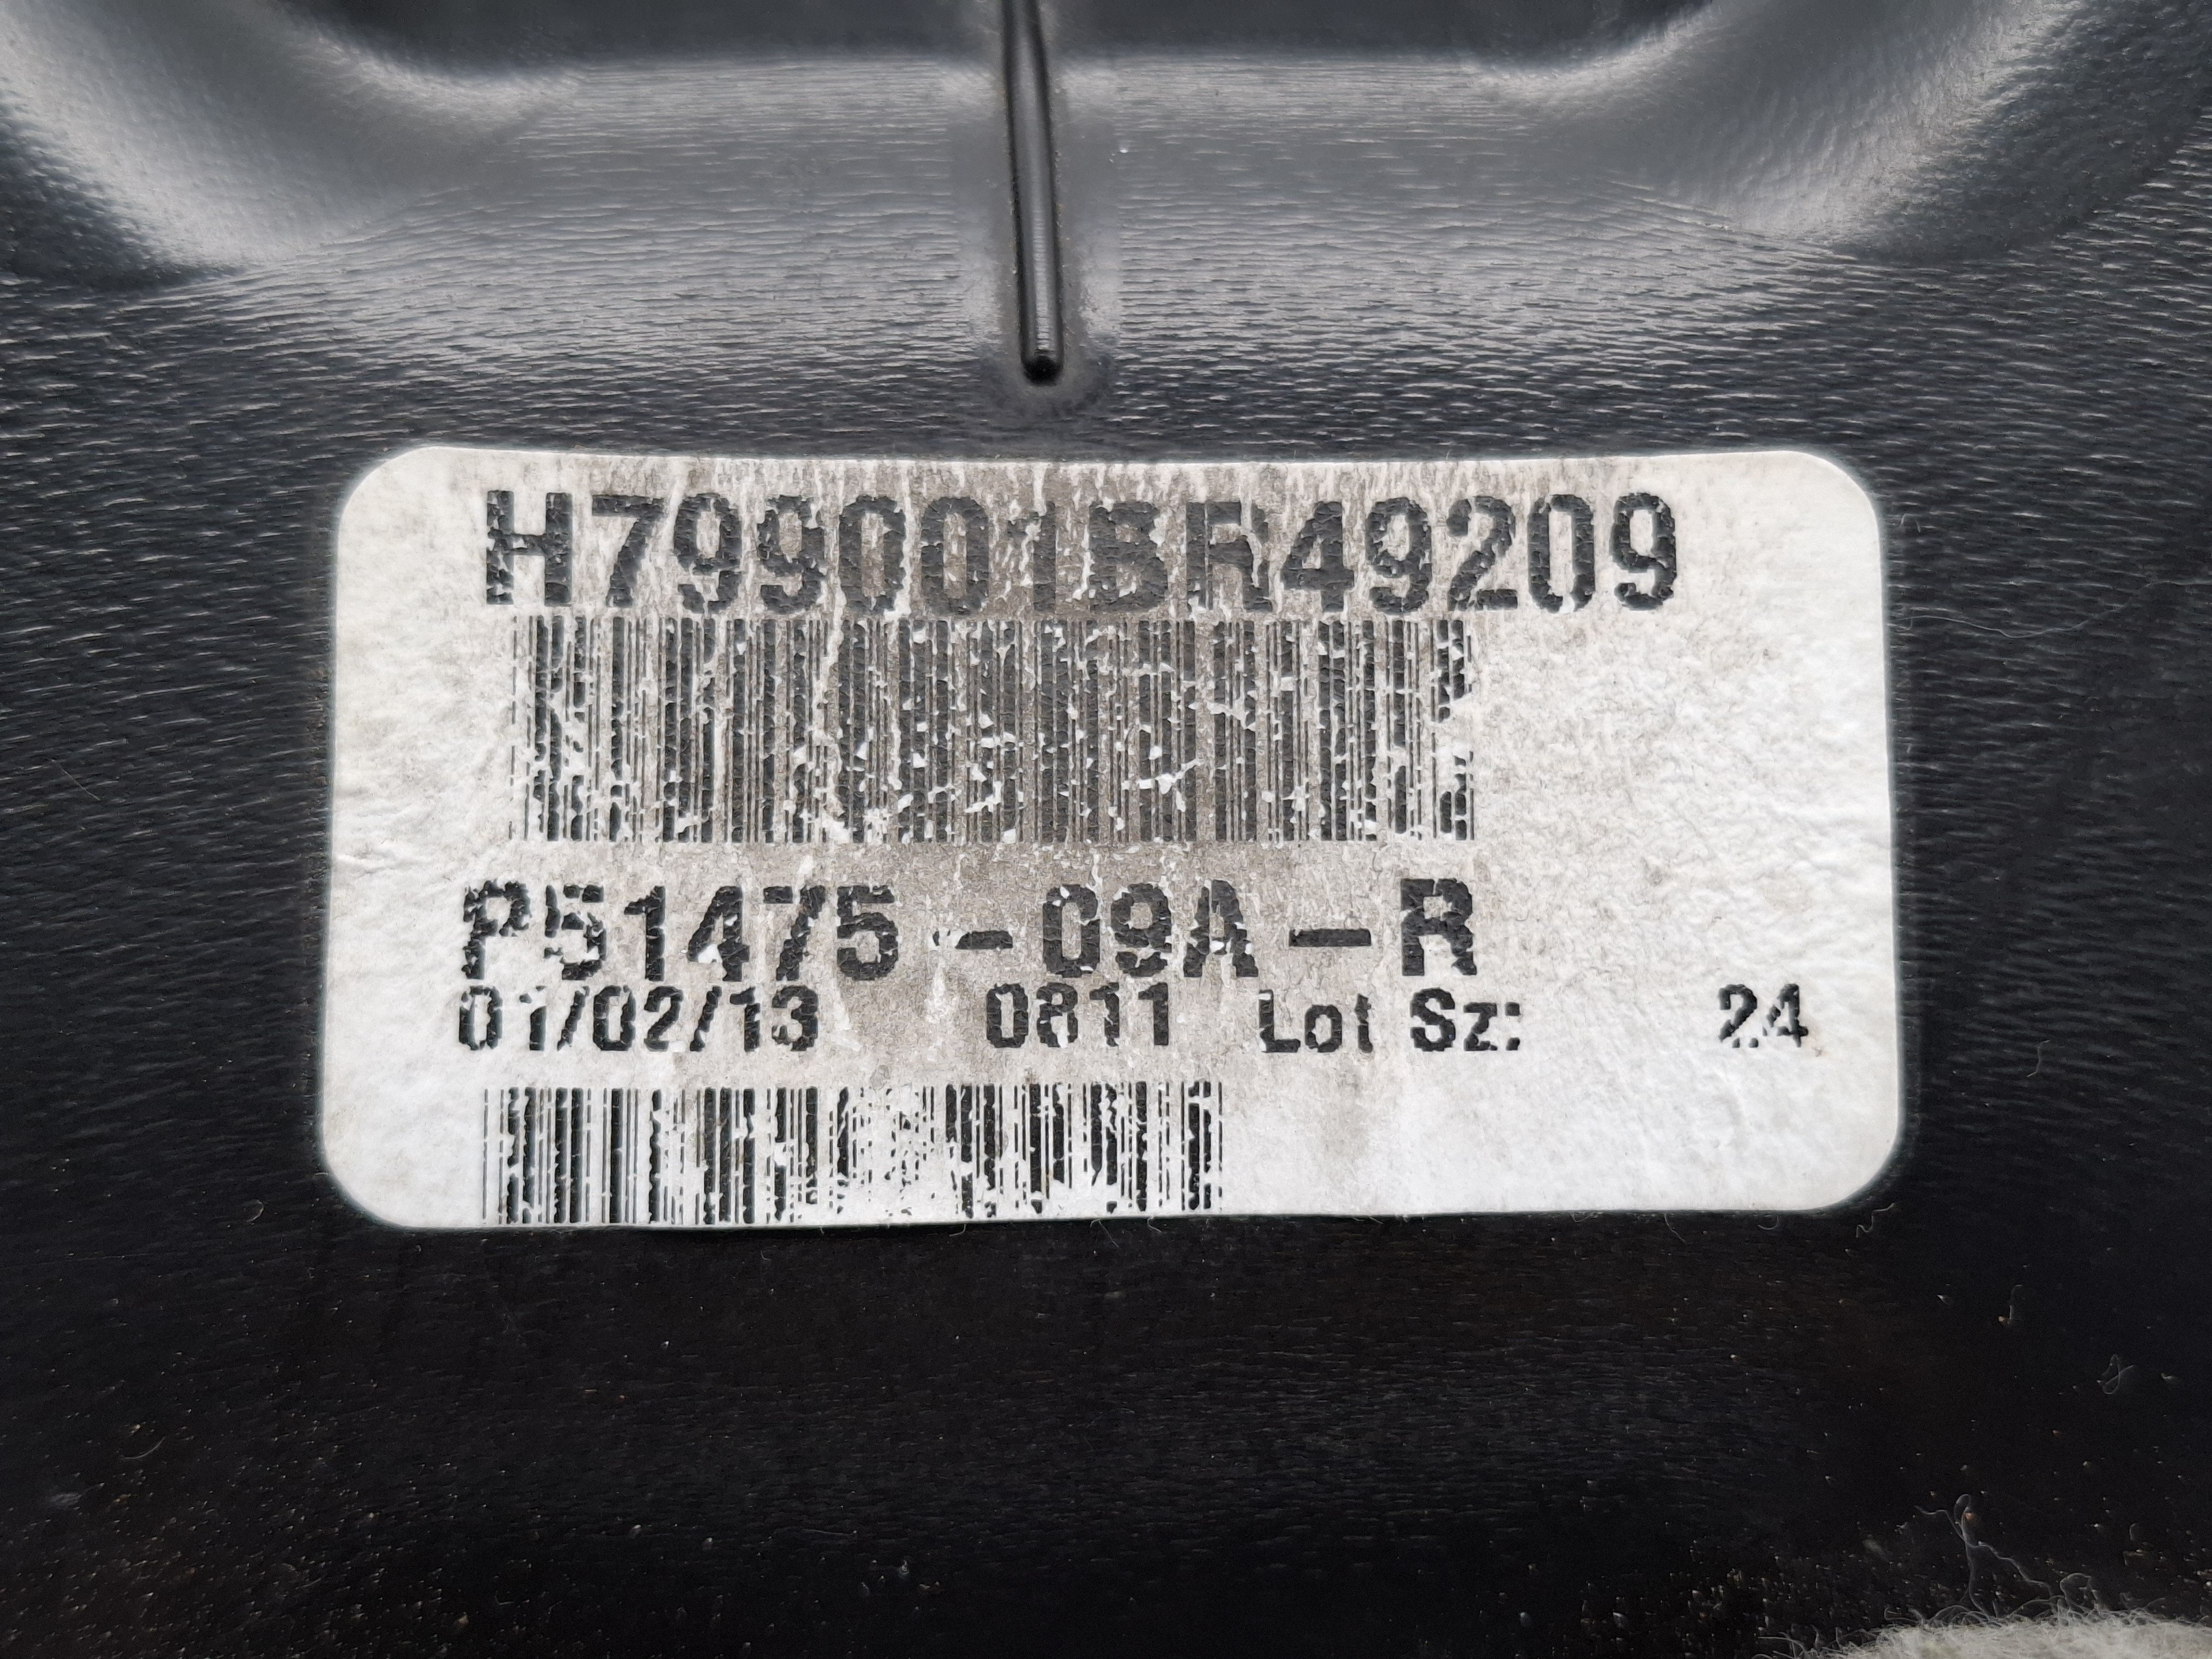 H799001BR49209
P51475-09A-R
01/02/13 0811 Lot Sz: 24